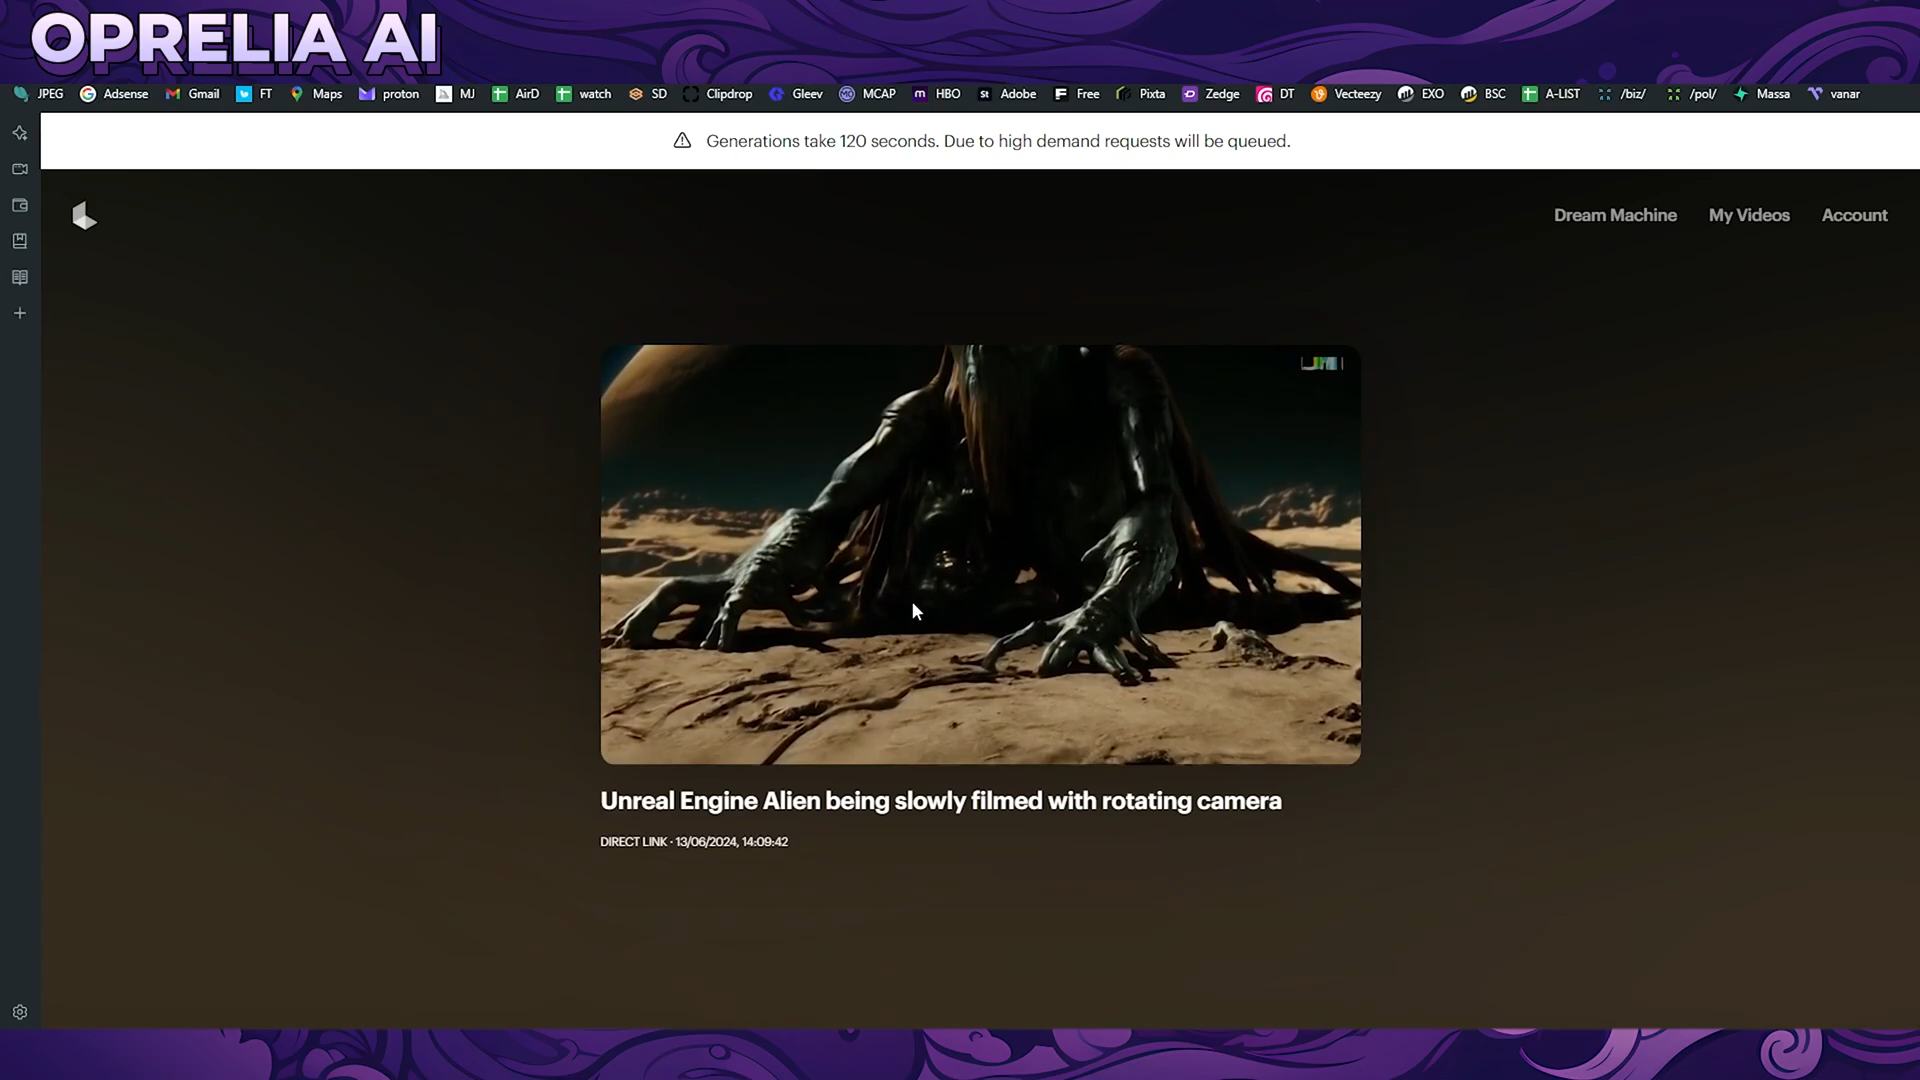 OPRELIA AI
JPEG Adsense Gmail FT Maps proton MJ AirD watch SD Clipdrop Gleev MCAP HBO Adobe Free Pixta Zedge DT Vecteezy EXO BSC A-LIST /biz/ /pol/ Massa vanar
Generations take 120 seconds. Due to high demand requests will be queued.
Dream Machine My Videos Account
Unreal Engine Alien being slowly filmed with rotating camera
DIRECT LINK · 13/06/2024, 14:09:42